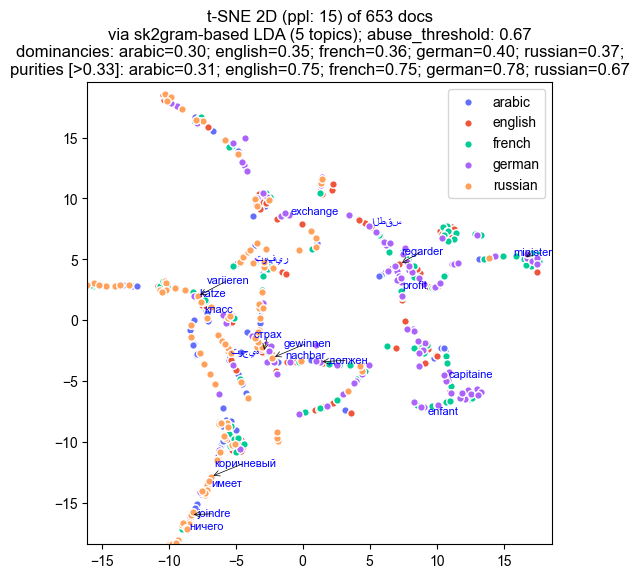 t-SNE 2D (ppl: 15) of 653 docs
via sk2gram-based LDA (5 topics); abuse_threshold: 0.67
dominancies: arabic=0.30; english=0.35; french=0.36; german=0.40; russian=0.37;
purities [>0.33]: arabic=0.31; english=0.75; french=0.75; german=0.78; russian=0.67
arabic
english
french
german
russian
exchange
regarder
minister
profit
variieren
Katze
класс
страх
gewinnen
nachbar
должен
capitaine
enfant
коричневый
имеет
joindre
ничего
15
10
5
0
−5
−10
−15
−15 −10 −5 0 5 10 15